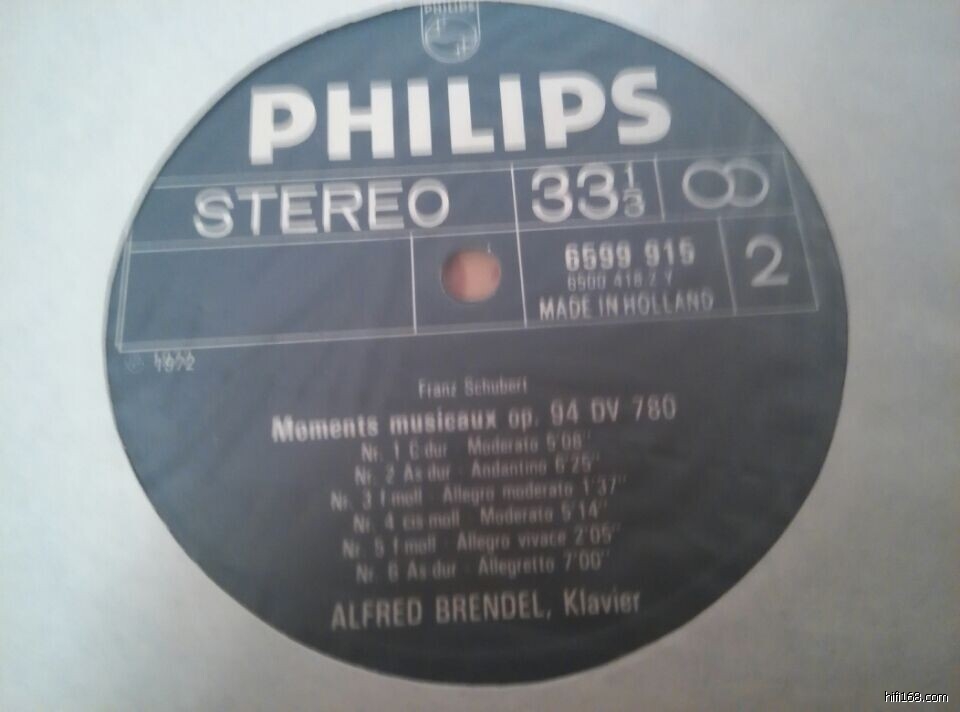 PHILIPS
PHILIPS
STEREO 33 1/3
6599 915 2
6500 418.2 Y
MADE IN HOLLAND
℗ 1972
Franz Schubert
Moments musicaux op. 94 DV 780
Nr. 1 C dur · Moderato 5'08"
Nr. 2 As dur · Andantino 6'25"
Nr. 3 f moll · Allegro moderato 1'37"
Nr. 4 cis moll · Moderato 5'14"
Nr. 5 f moll · Allegro vivace 2'05"
Nr. 6 As dur · Allegretto 7'00"
ALFRED BRENDEL, Klavier
hifi168.com